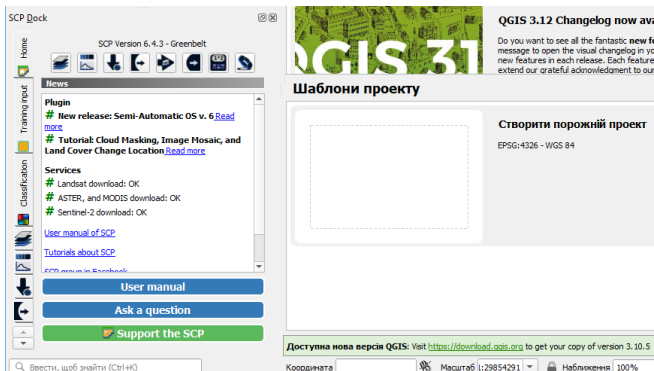 SCP Dock
Home
Training input
Classification
SCP Version 6.4.3 - Greenbelt
News
Plugin
# New release: Semi-Automatic OS v. 6 Read
more
# Tutorial: Cloud Masking, Image Mosaic, and
Land Cover Change Location Read more
Services
# Landsat download: OK
# ASTER, and MODIS download: OK
# Sentinel-2 download: OK
User manual of SCP
Tutorials about SCP
SCP group in Facebook
User manual
Ask a question
Support the SCP
Ввести, щоб знайти (Ctrl+K)
QGIS 31
QGIS 3.12 Changelog now ava
Do you want to see all the fantastic new fe
message to open the visual changelog in yo
new features in each release. Each feature
extend our grateful acknowledgment to our
Шаблони проекту
Створити порожній проект
EPSG:4326 - WGS 84
Доступна нова версія QGIS: Visit https://download.qgis.org to get your copy of version 3.10.5
Координата
Масштаб 1:29854291
Наближення 100%